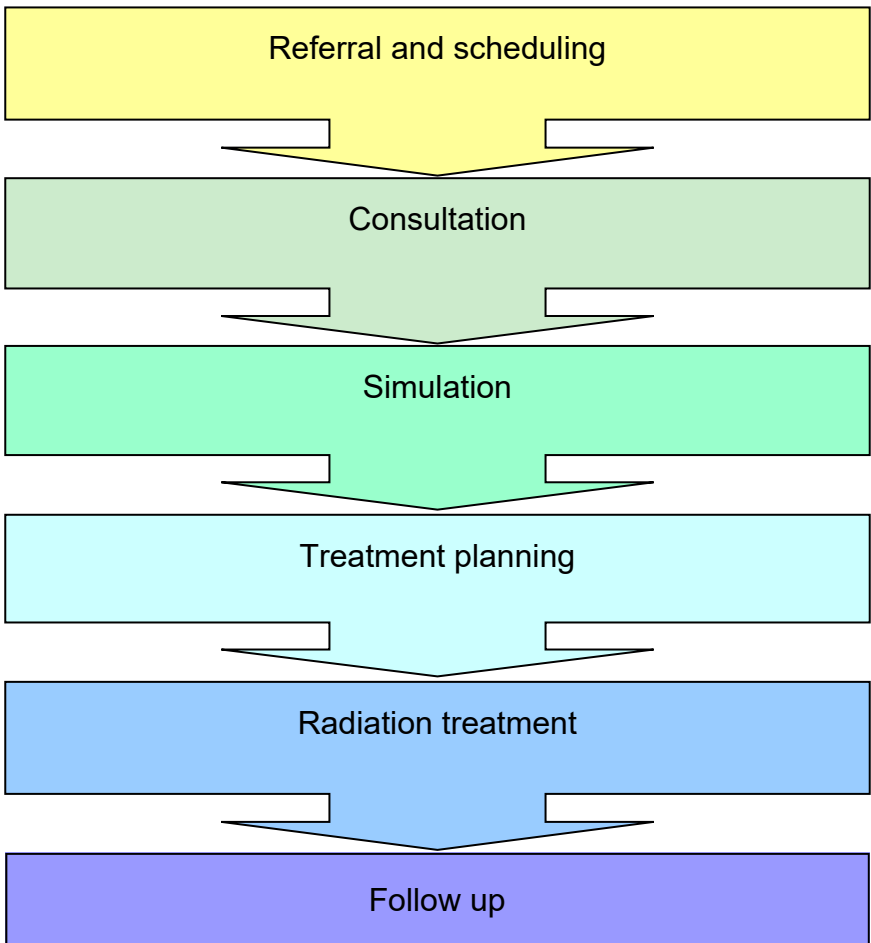 Referral and scheduling
Consultation
Simulation
Treatment planning
Radiation treatment
Follow up